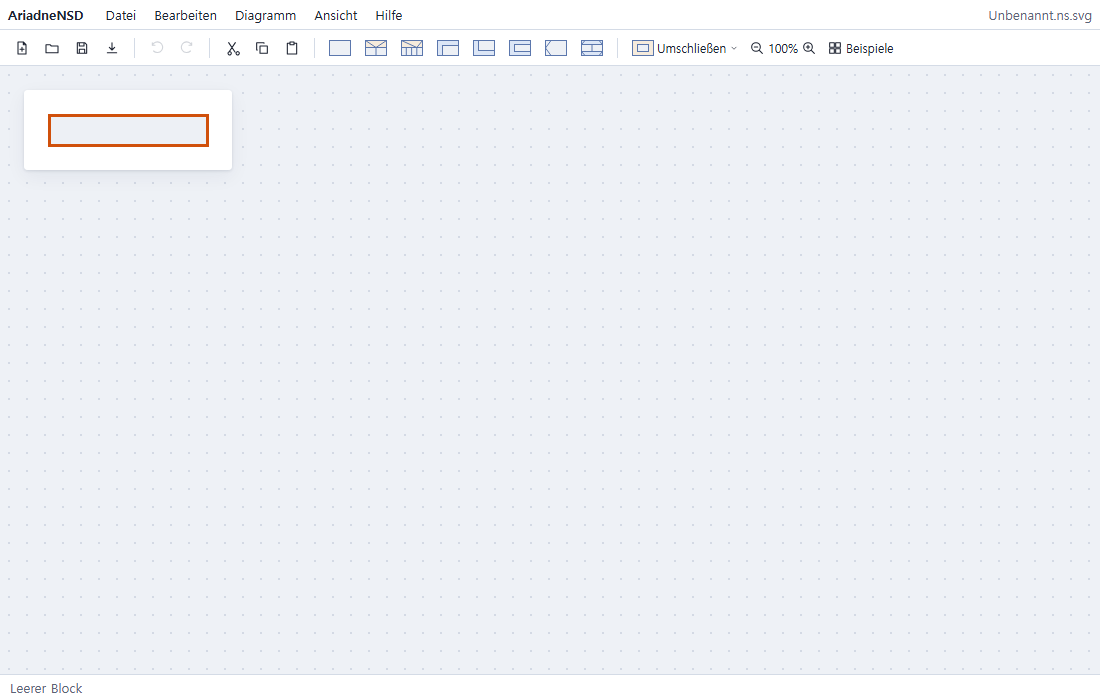 AriadneNSD Datei Bearbeiten Diagramm Ansicht Hilfe Unbenannt.ns.svg
Umschließen 100% Beispiele
Leerer Block